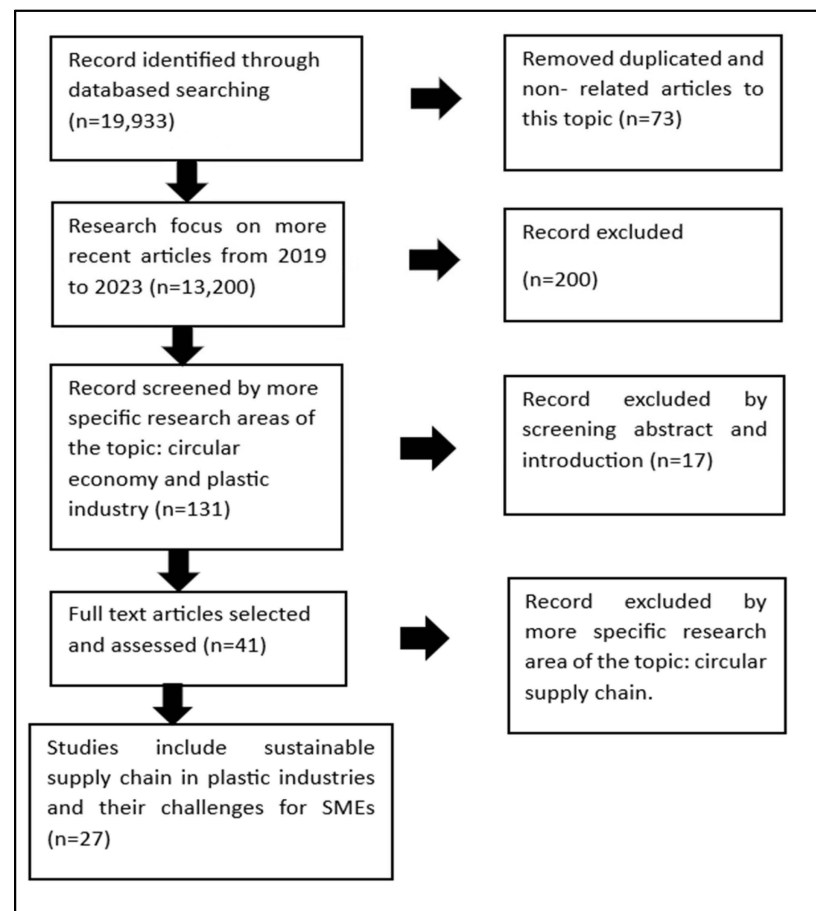 Record identified through
databased searching
(n=19,933)
Removed duplicated and
non- related articles to
this topic (n=73)
Research focus on more
recent articles from 2019
to 2023 (n=13,200)
Record excluded
(n=200)
Record screened by more
specific research areas of
the topic: circular
economy and plastic
industry (n=131)
Record excluded by
screening abstract and
introduction (n=17)
Full text articles selected
and assessed (n=41)
Record excluded by
more specific research
area of the topic: circular
supply chain.
Studies include sustainable
supply chain in plastic industries
and their challenges for SMEs
(n=27)